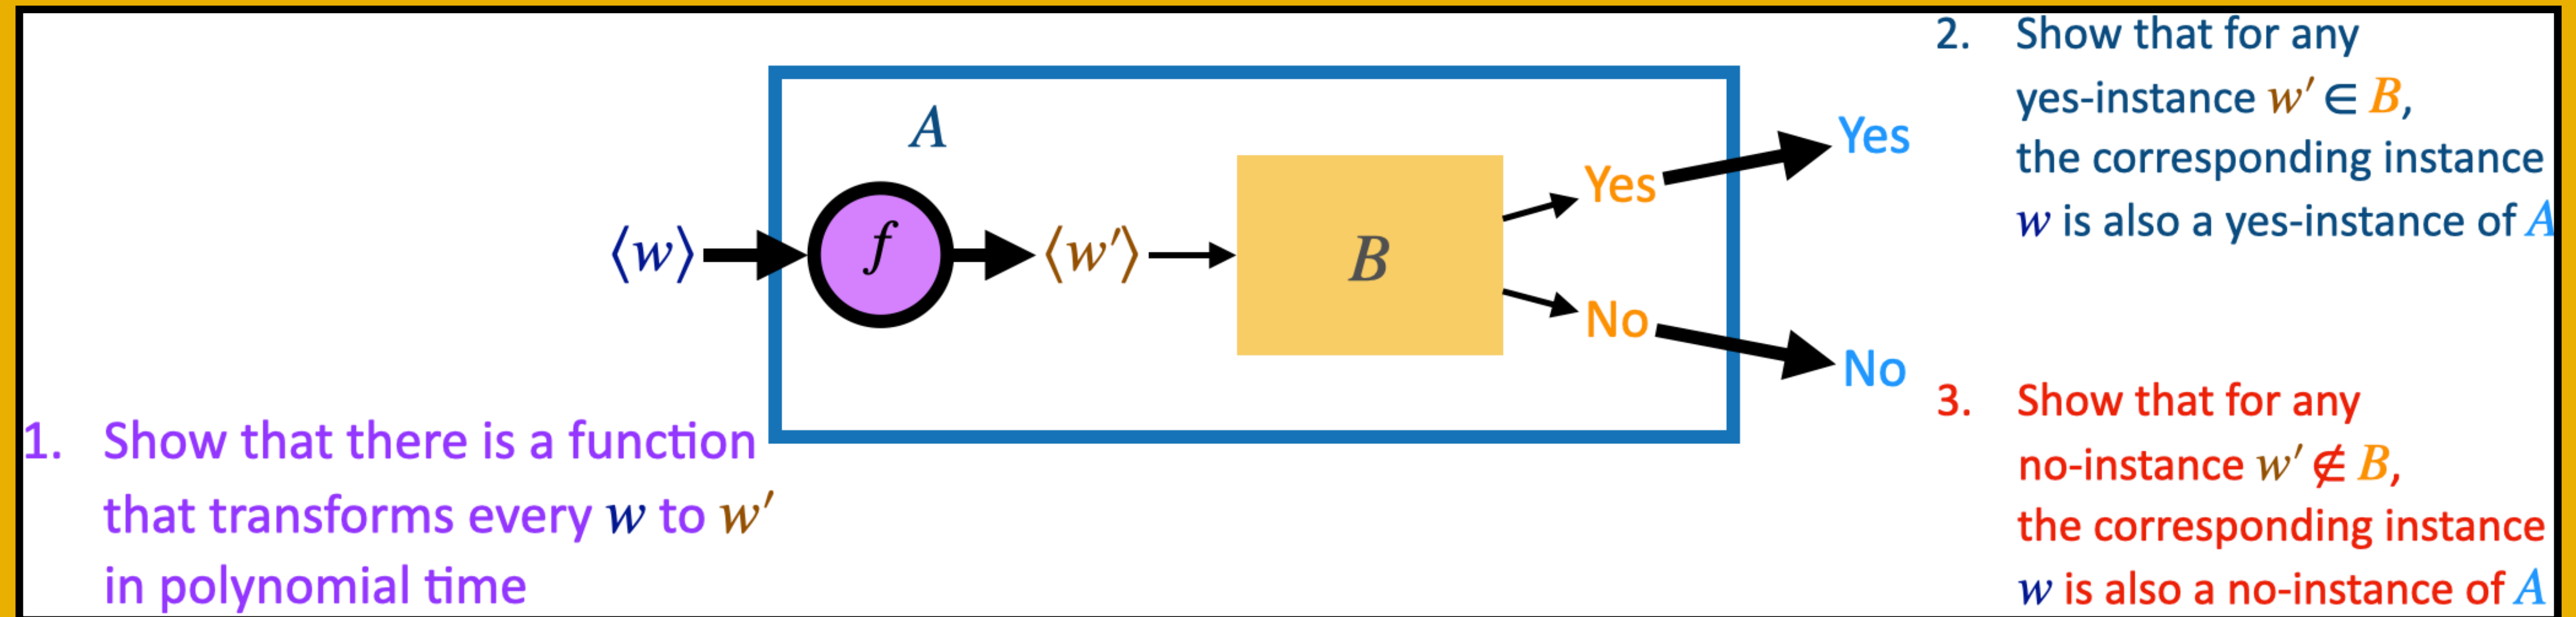 A
⟨w⟩
f
⟨w′⟩
B
Yes
No
Yes
No
1. Show that there is a function
that transforms every w to w′
in polynomial time
2. Show that for any
yes-instance w′ ∈ B,
the corresponding instance
w is also a yes-instance of A
3. Show that for any
no-instance w′ ∉ B,
the corresponding instance
w is also a no-instance of A